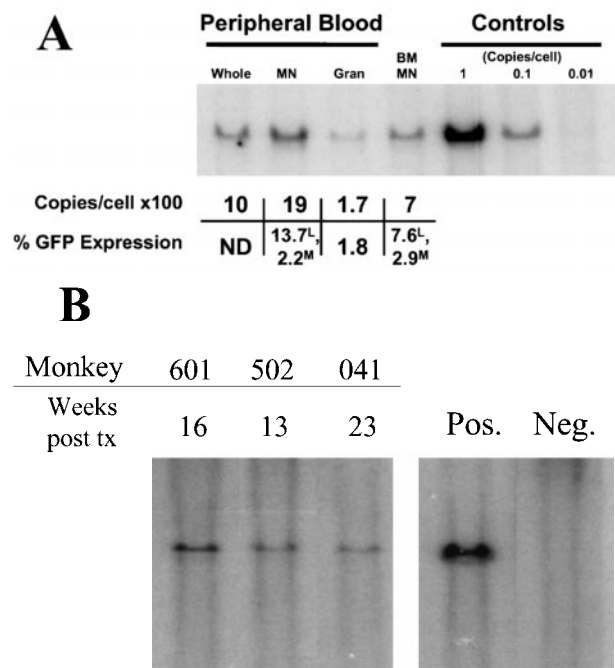 A
Peripheral Blood
Controls
Whole MN Gran BM MN (Copies/cell) 1 0.1 0.01
Copies/cell x100 10 19 1.7 7
% GFP Expression ND 13.7L, 2.2M 1.8 7.6L, 2.9M
B
Monkey 601 502 041
Weeks post tx 16 13 23 Pos. Neg.